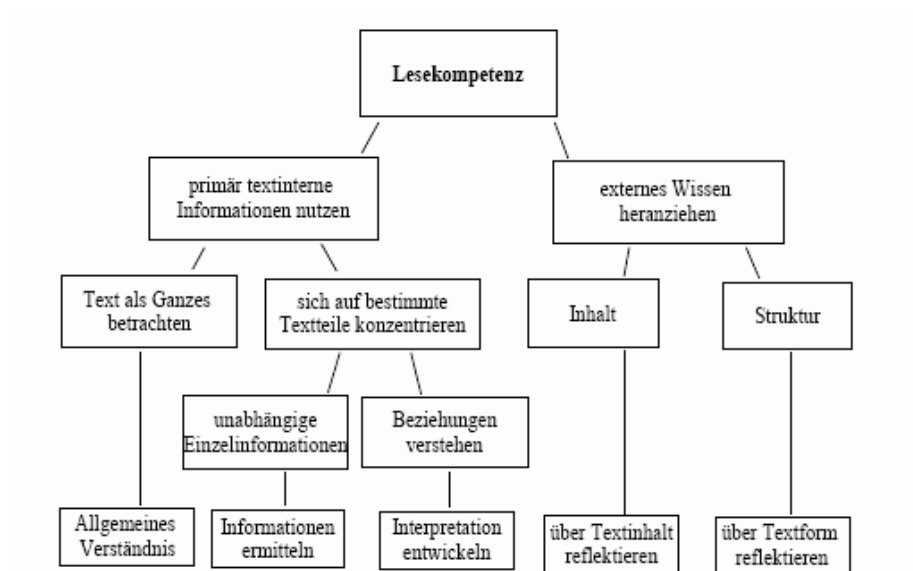 Lesekompetenz
primär textinterne
Informationen nutzen
externes Wissen
heranziehen
Text als Ganzes
betrachten
sich auf bestimmte
Textteile konzentrieren
Inhalt
Struktur
unabhängige
Einzelinformationen
Beziehungen
verstehen
Allgemeines
Verständnis
Informationen
ermitteln
Interpretation
entwickeln
über Textinhalt
reflektieren
über Textform
reflektieren